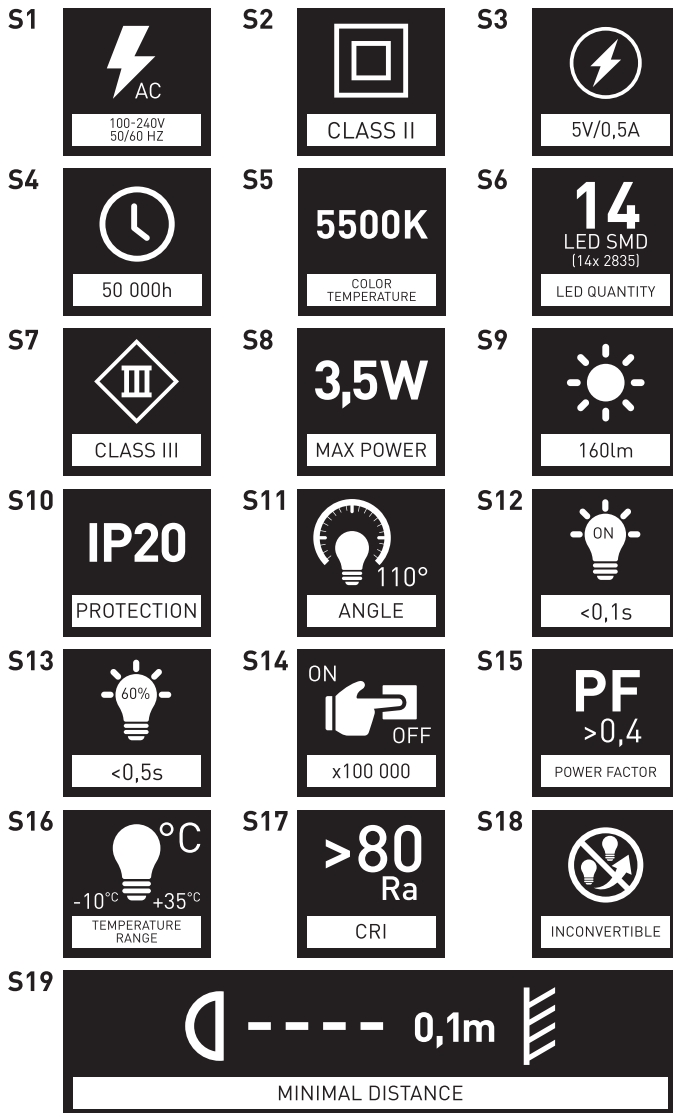 S1
AC
100-240V
50/60 HZ
S2
CLASS II
S3
5V/0,5A
S4
50 000h
S5
5500K
COLOR
TEMPERATURE
S6
14
LED SMD
(14x 2835)
LED QUANTITY
S7
III
CLASS III
S8
3,5W
MAX POWER
S9
160lm
S10
IP20
PROTECTION
S11
110°
ANGLE
S12
ON
<0,1s
S13
60%
<0,5s
S14
ON
OFF
x100 000
S15
PF
>0,4
POWER FACTOR
S16
°C
-10°C +35°C
TEMPERATURE
RANGE
S17
>80
Ra
CRI
S18
INCONVERTIBLE
S19
0,1m
MINIMAL DISTANCE